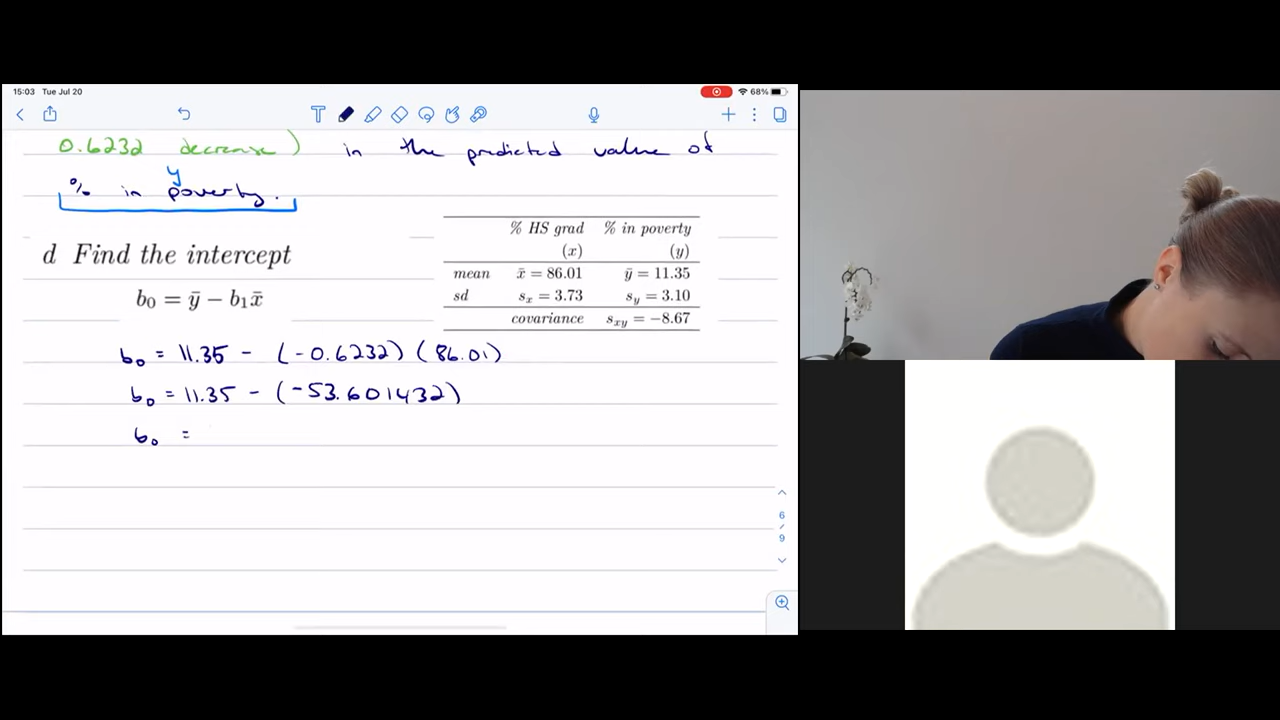 15:03 Tue Jul 20
68%
T
0.6232 decrease) in the predicted value of
y
% in poverty.
d Find the intercept
b₀ = ȳ − b₁x̄
% HS grad % in poverty
(x) (y)
mean x̄ = 86.01 ȳ = 11.35
sd sₓ = 3.73 s_y = 3.10
covariance s_xy = −8.67
b₀ = 11.35 - (-0.6232)(86.01)
b₀ = 11.35 - (-53.601432)
b₀ =
6
/
9